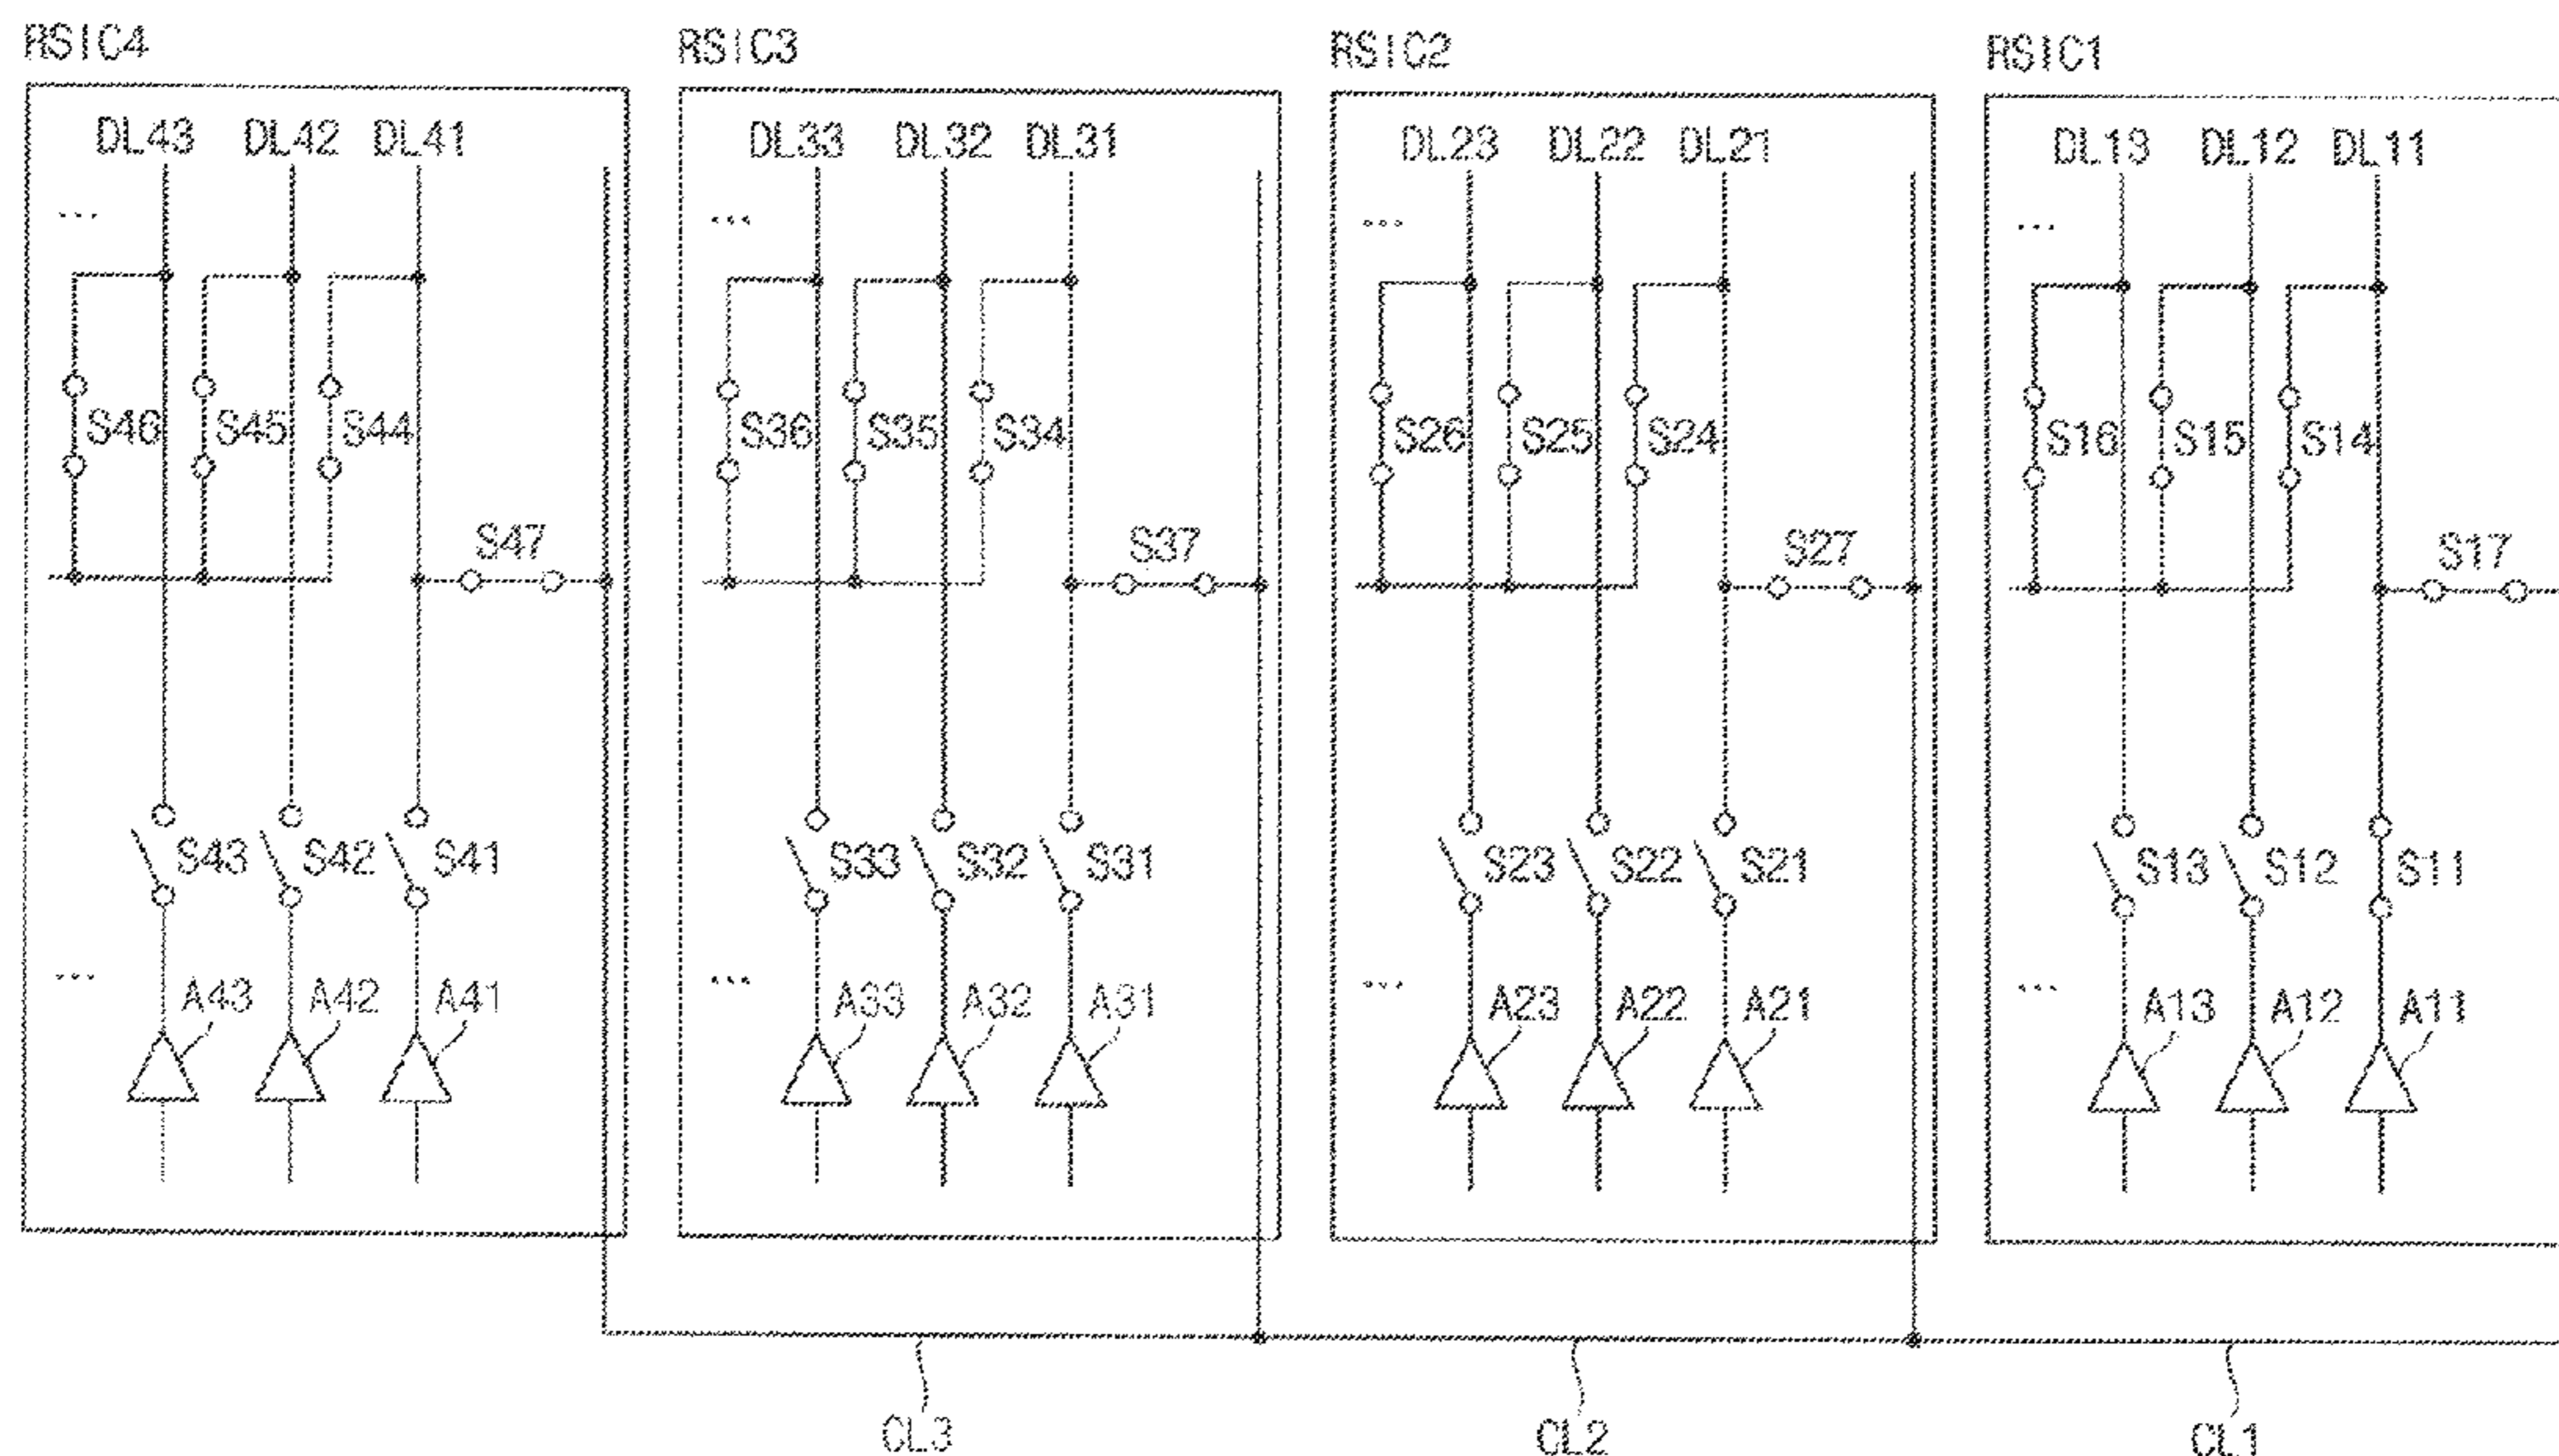 RSIC4 RSIC3 RSIC2 RSIC1
DL43 DL42 DL41 DL33 DL32 DL31 DL23 DL22 DL21 DL13 DL12 DL11
... ... ... ...
S46 S45 S44 S36 S35 S34 S26 S25 S24 S16 S15 S14
S47 S37 S27 S17
S43 S42 S41 S33 S32 S31 S23 S22 S21 S13 S12 S11
... ... ... ...
A43 A42 A41 A33 A32 A31 A23 A22 A21 A13 A12 A11
CL3 CL2 CL1